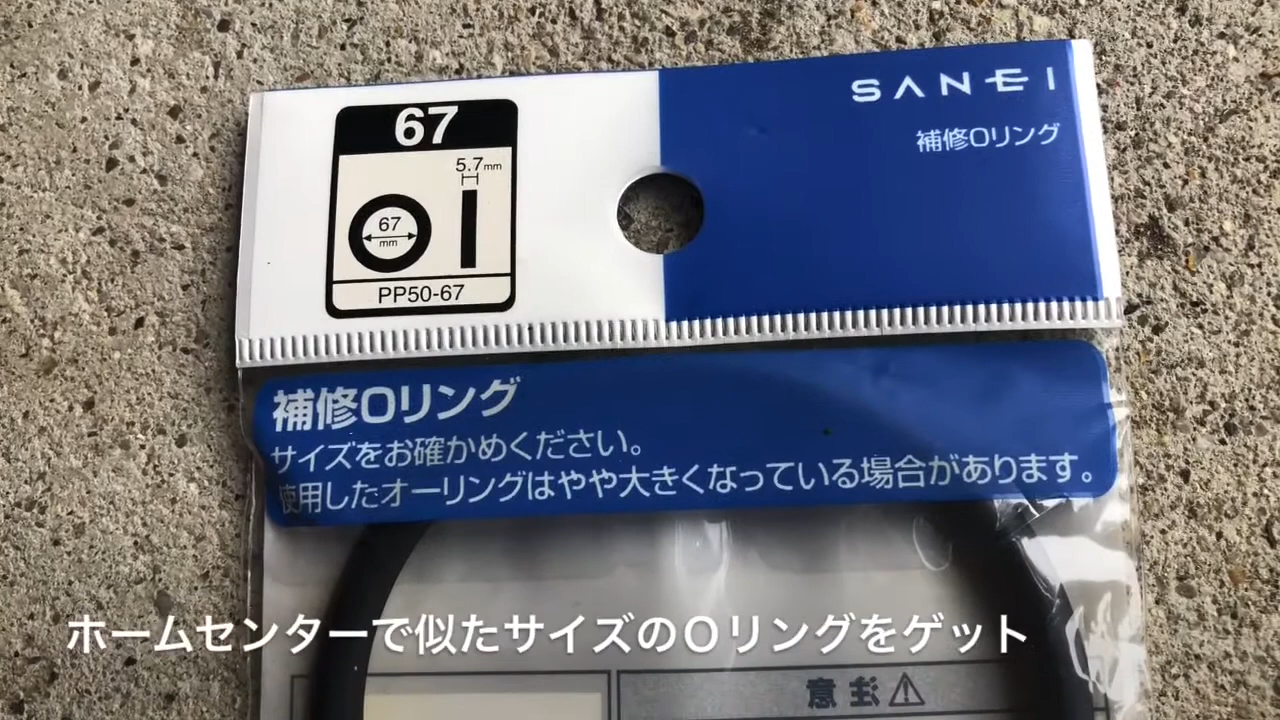 SANEI
補修Oリング
67
5.7mm
67
mm
PP50-67
補修Oリング
サイズをお確かめください。
使用したオーリングはやや大きくなっている場合があります。
ホームセンターで似たサイズのOリングをゲット
⚠注意